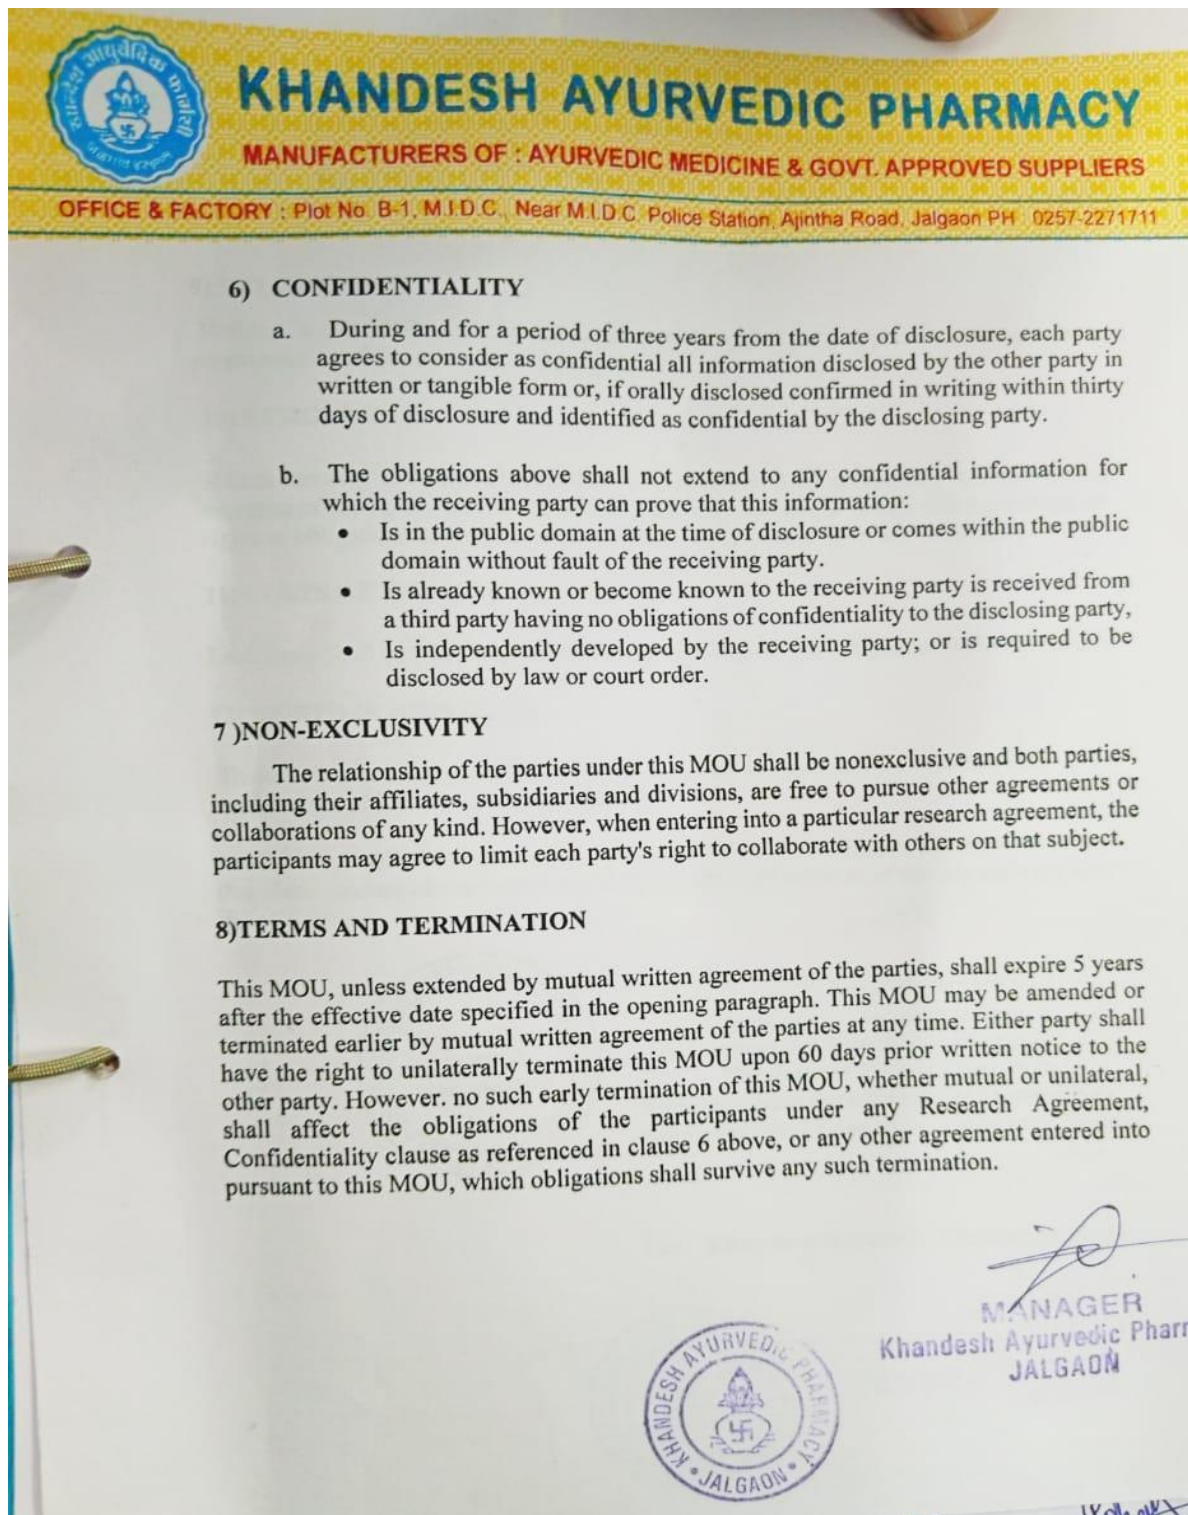 खान्देश आयुर्वेदिक फार्मसी
KHANDESH AYURVEDIC PHARMACY
MANUFACTURERS OF : AYURVEDIC MEDICINE & GOVT. APPROVED SUPPLIERS
OFFICE & FACTORY : Plot No. B-1, M.I.D.C., Near M.I.D.C. Police Station, Ajintha Road, Jalgaon PH : 0257-2271711
6) CONFIDENTIALITY
a. During and for a period of three years from the date of disclosure, each party
agrees to consider as confidential all information disclosed by the other party in
written or tangible form or, if orally disclosed confirmed in writing within thirty
days of disclosure and identified as confidential by the disclosing party.
b. The obligations above shall not extend to any confidential information for
which the receiving party can prove that this information:
• Is in the public domain at the time of disclosure or comes within the public
domain without fault of the receiving party.
• Is already known or become known to the receiving party is received from
a third party having no obligations of confidentiality to the disclosing party,
• Is independently developed by the receiving party; or is required to be
disclosed by law or court order.
7 )NON-EXCLUSIVITY
The relationship of the parties under this MOU shall be nonexclusive and both parties,
including their affiliates, subsidiaries and divisions, are free to pursue other agreements or
collaborations of any kind. However, when entering into a particular research agreement, the
participants may agree to limit each party's right to collaborate with others on that subject.
8)TERMS AND TERMINATION
This MOU, unless extended by mutual written agreement of the parties, shall expire 5 years
after the effective date specified in the opening paragraph. This MOU may be amended or
terminated earlier by mutual written agreement of the parties at any time. Either party shall
have the right to unilaterally terminate this MOU upon 60 days prior written notice to the
other party. However. no such early termination of this MOU, whether mutual or unilateral,
shall affect the obligations of the participants under any Research Agreement,
Confidentiality clause as referenced in clause 6 above, or any other agreement entered into
pursuant to this MOU, which obligations shall survive any such termination.
MANAGER
Khandesh Ayurvedic Pharm
JALGAON
KHANDESH AYURVEDIC PHARMACY
• JALGAON •